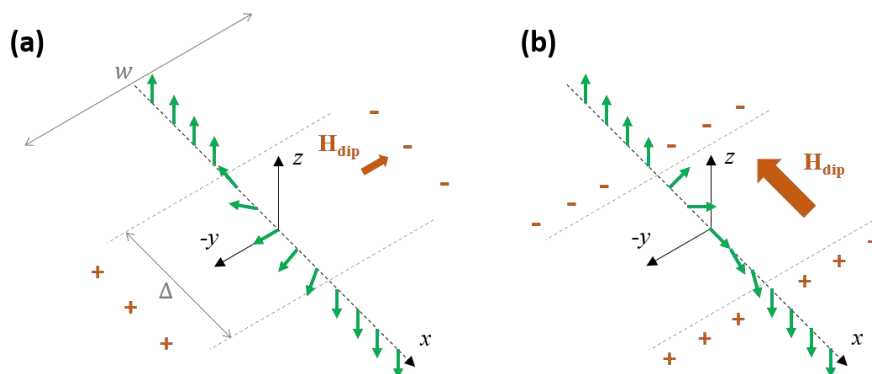 (a)
w
H_dip
z
-y
Δ
x
- - -
+ + +
(b)
z
H_dip
-y
x
- - - - -
+ + + + + +